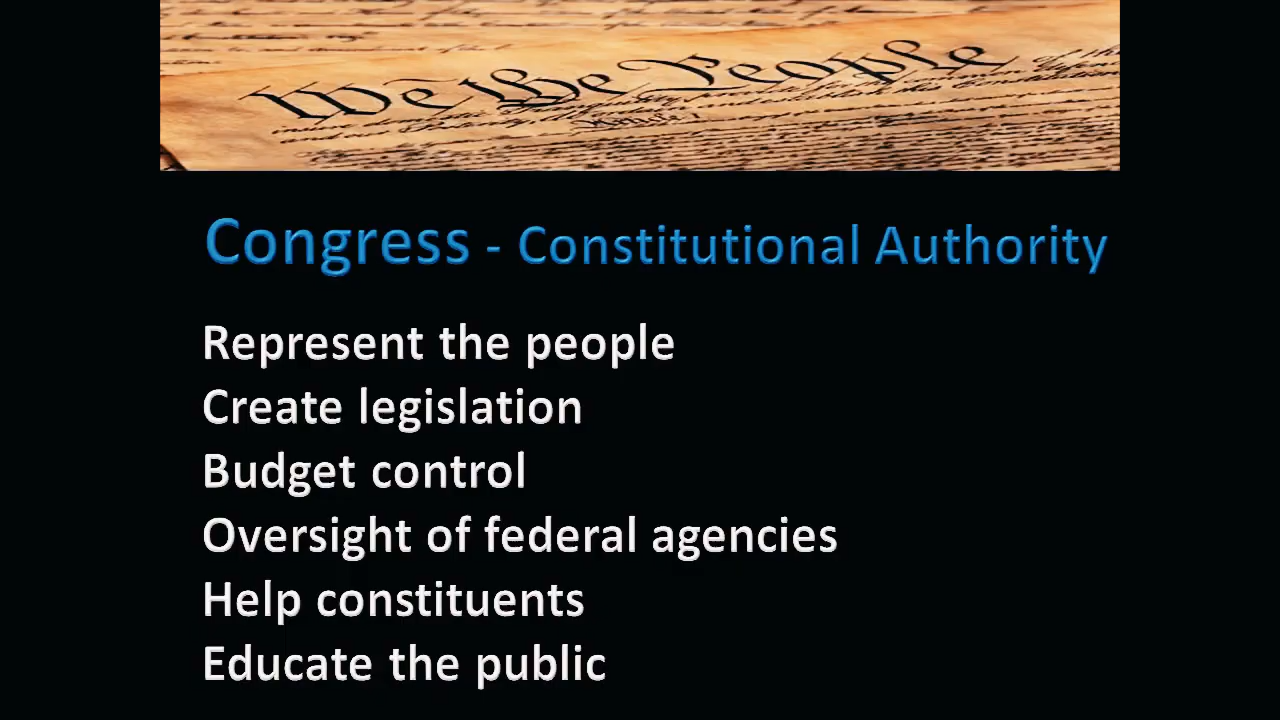 We the People
Congress - Constitutional Authority
Represent the people
Create legislation
Budget control
Oversight of federal agencies
Help constituents
Educate the public